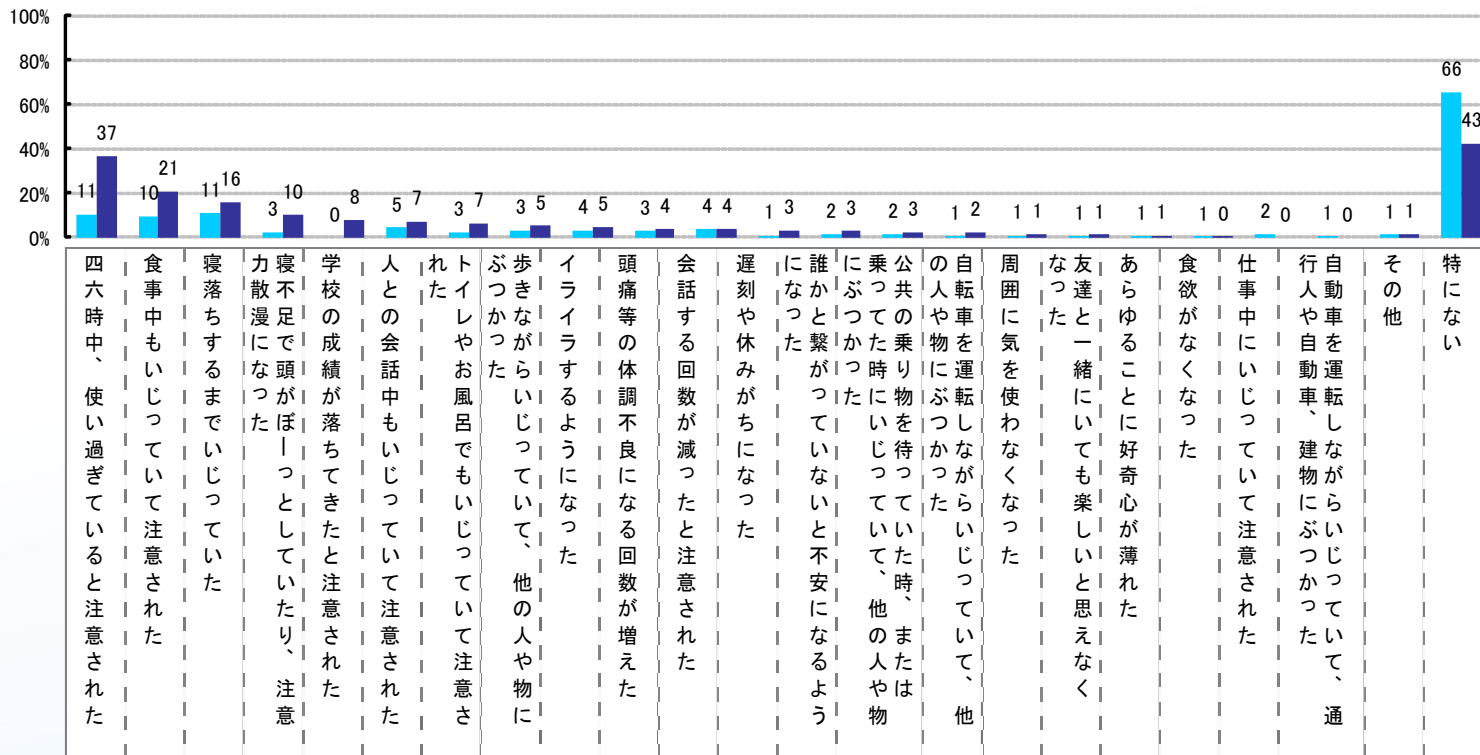 100%
80%
60%
40%
20%
0%
11 37
10 21
11 16
3 10
0 8
5 7
3 7
3 5
4 5
3 4
4 4
1 3
2 3
2 3
1 2
1 1
1 1
1 1
1 0
2 0
1 0
1 1
66 43
四六時中、使い過ぎていると注意された
食事中もいじっていて注意された
寝落ちするまでいじっていた
寝不足で頭がぼーっとしていたり、注意
力散漫になった
学校の成績が落ちてきたと注意された
人との会話中もいじっていて注意された
トイレやお風呂でもいじっていて注意さ
れた
歩きながらいじっていて、他の人や物に
ぶつかった
イライラするようになった
頭痛等の体調不良になる回数が増えた
会話する回数が減ったと注意された
遅刻や休みがちになった
誰かと繋がっていないと不安になるよう
になった
公共の乗り物を待っていた時、または
乗ってた時にいじっていて、他の人や物
にぶつかった
自転車を運転しながらいじっていて、他
の人や物にぶつかった
周囲に気を使わなくなった
友達と一緒にいても楽しいと思えなく
なった
あらゆることに好奇心が薄れた
食欲がなくなった
仕事中にいじっていて注意された
自動車を運転しながらいじっていて、通
行人や自動車、建物にぶつかった
その他
特にない